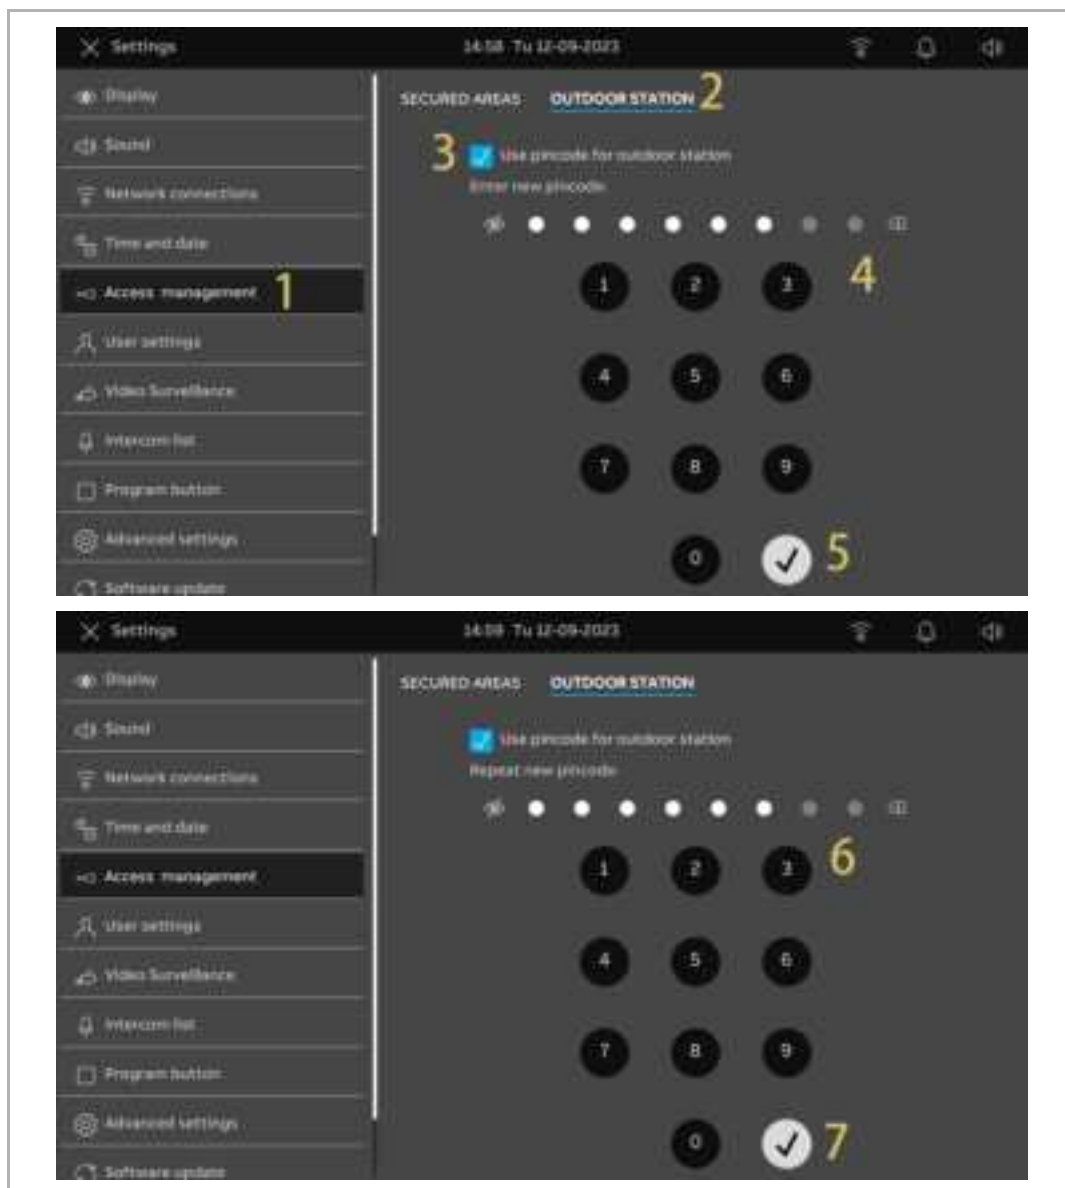 Settings 14:58 Tu 12-09-2023
Display
SECURED AREAS OUTDOOR STATION 2
Sound
3 Use pincode for outdoor station
Enter new pincode
Network connections
Time and date
4
1 2 3
Access management 1
User settings
4 5 6
Video Surveillance
Intercom list
7 8 9
Program button
Advanced settings
0 5
Software update
Settings 14:59 Tu 12-09-2023
Display
SECURED AREAS OUTDOOR STATION
Sound
Use pincode for outdoor station
Repeat new pincode
Network connections
Time and date
1 2 3 6
Access management
User settings
4 5 6
Video Surveillance
Intercom list
7 8 9
Program button
Advanced settings
0 7
Software update